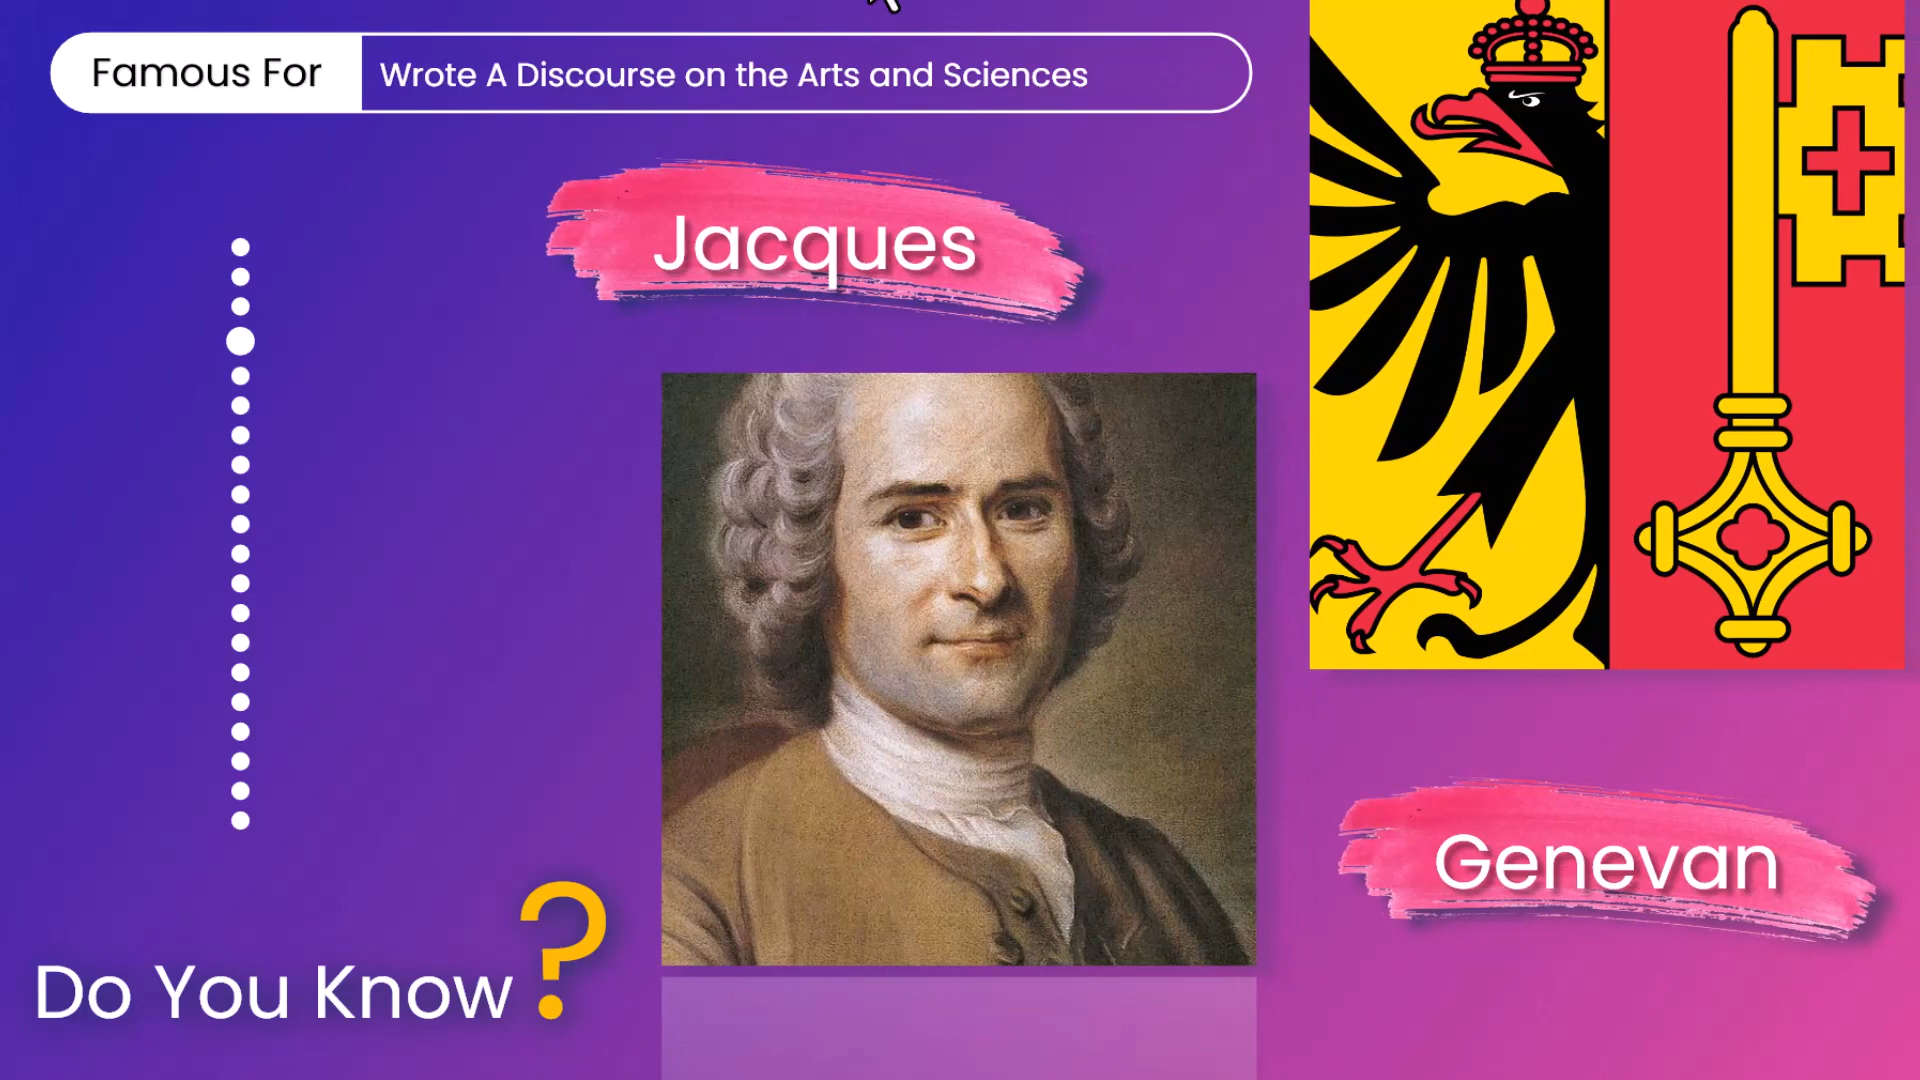 Famous For
Wrote A Discourse on the Arts and Sciences
Jacques
Genevan
Do You Know?